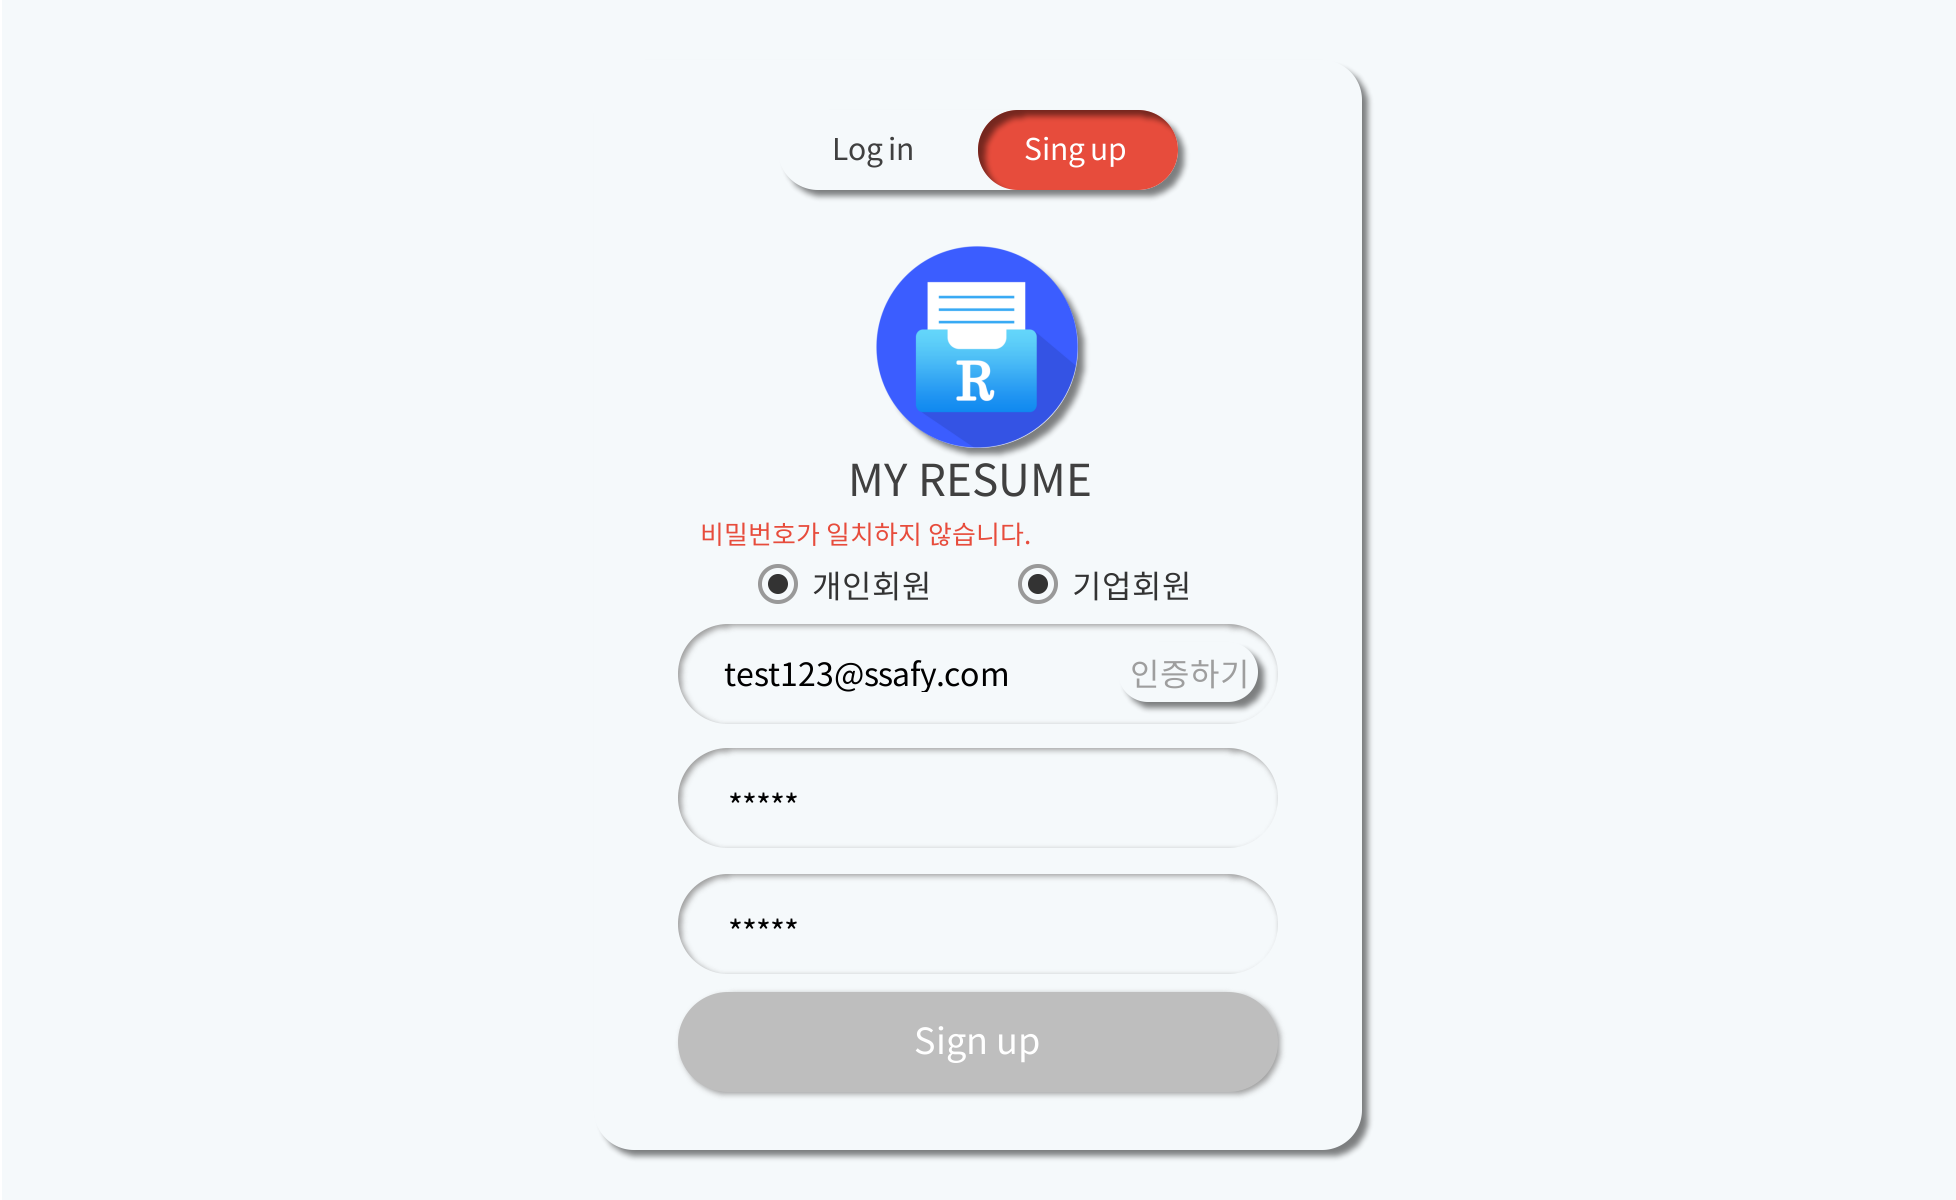 Log in
Sing up
R
MY RESUME
비밀번호가 일치하지 않습니다.
개인회원
기업회원
test123@ssafy.com
인증하기
*****
*****
Sign up